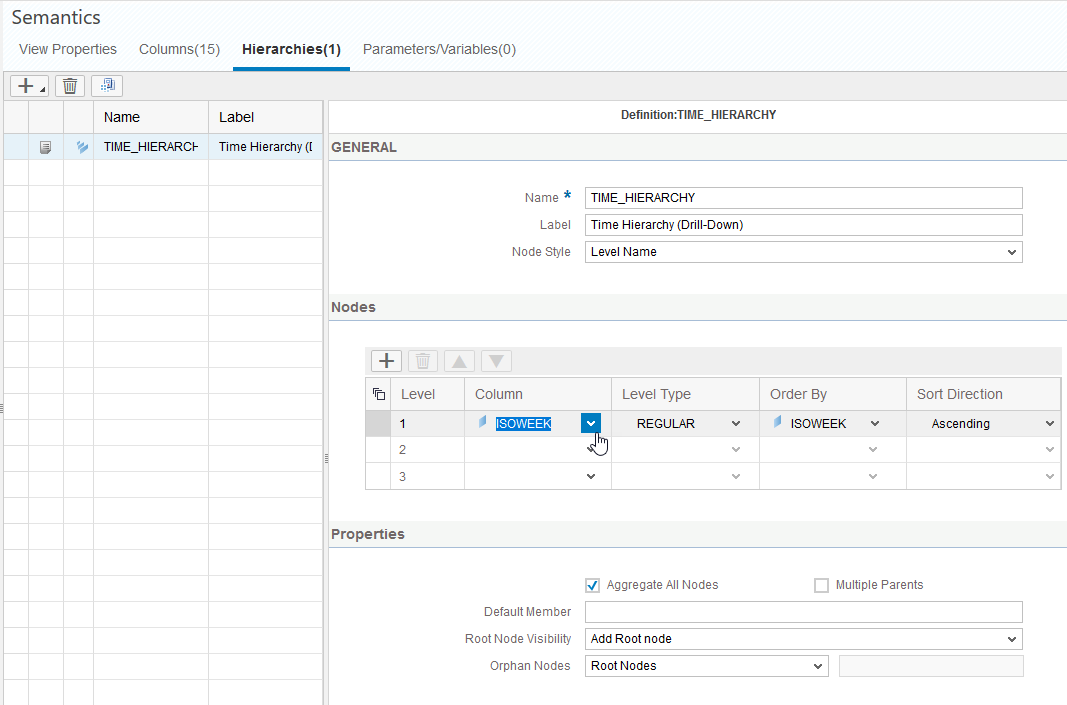 Semantics
View Properties Columns(15) Hierarchies(1) Parameters/Variables(0)
Name Label
TIME_HIERARCH Time Hierarchy (D
Definition:TIME_HIERARCHY
GENERAL
Name * TIME_HIERARCHY
Label Time Hierarchy (Drill-Down)
Node Style Level Name
Nodes
Level Column Level Type Order By Sort Direction
1 ISOWEEK REGULAR ISOWEEK Ascending
2
3
Properties
Aggregate All Nodes Multiple Parents
Default Member
Root Node Visibility Add Root node
Orphan Nodes Root Nodes